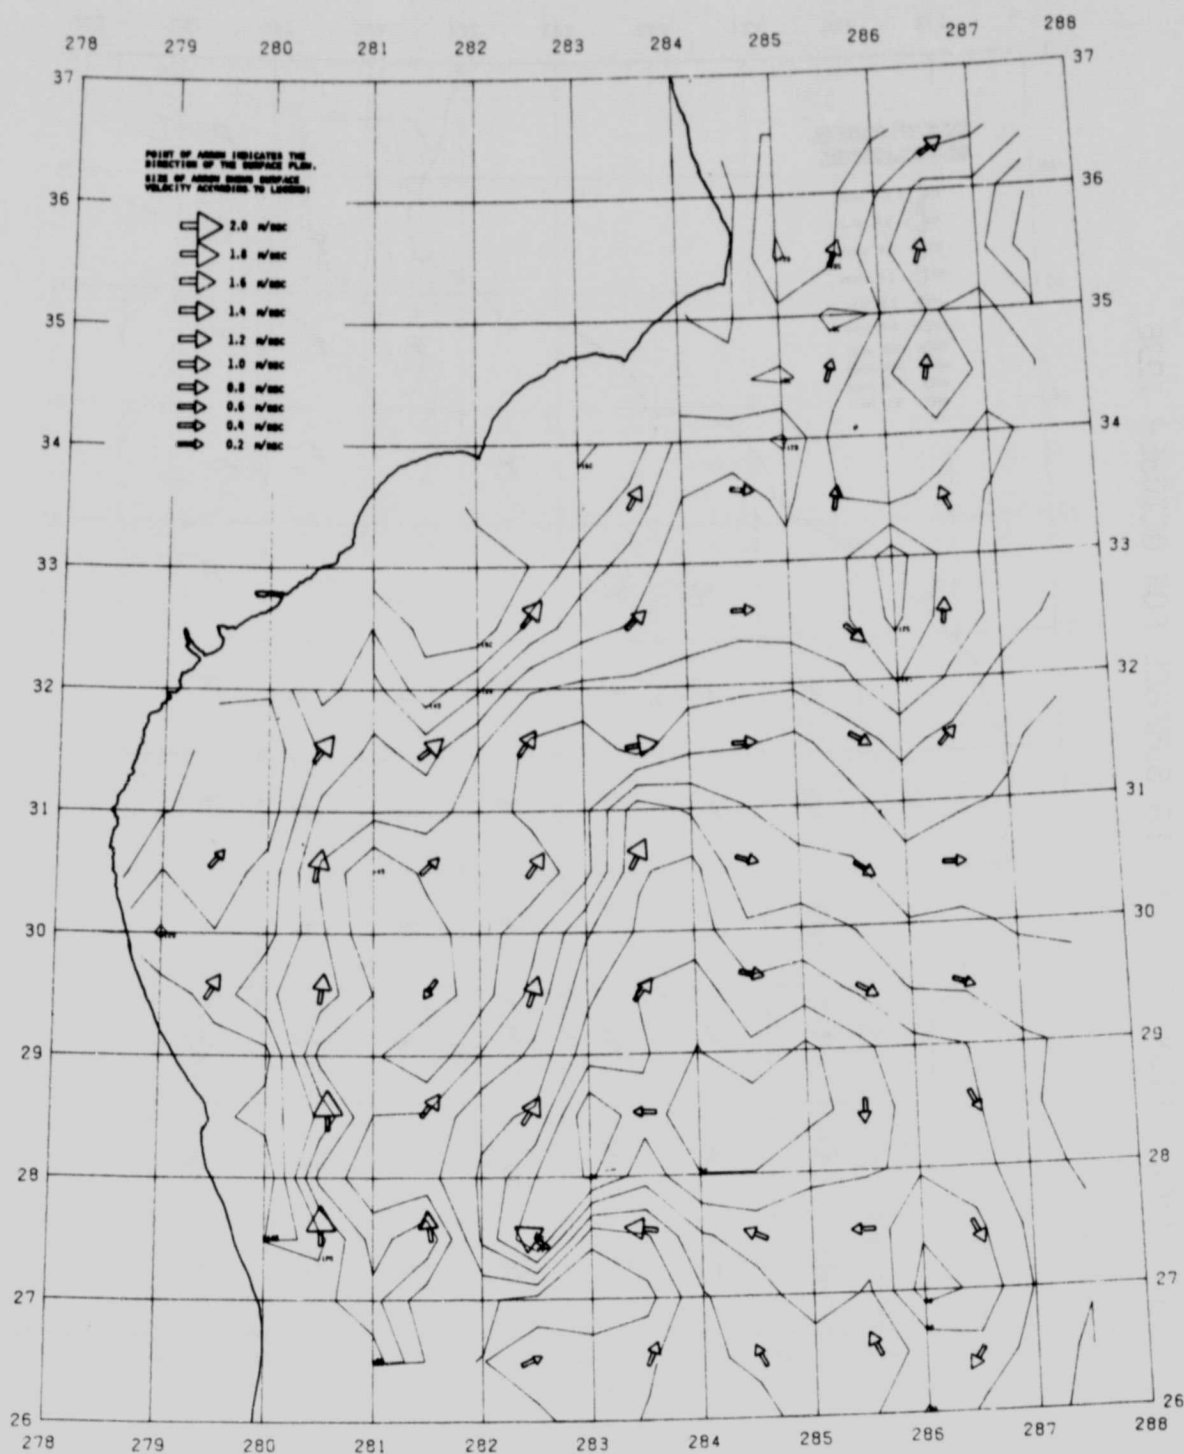 278 279 280 281 282 283 284 285 286 287 288
37 37
POINT OF ARROW INDICATES THE
DIRECTION OF THE SURFACE FLOW.
SIZE OF ARROW SHOWS SURFACE
VELOCITY ACCORDING TO LEGEND:
36 36
2.0 M/SEC
1.8 M/SEC
1.6 M/SEC
35 35
1.4 M/SEC
1.2 M/SEC
1.0 M/SEC
0.8 M/SEC
0.6 M/SEC
0.4 M/SEC
34 34
0.2 M/SEC
33 33
32 32
31 31
30 30
29 29
28 28
27 27
26 26
278 279 280 281 282 283 284 285 286 287 288